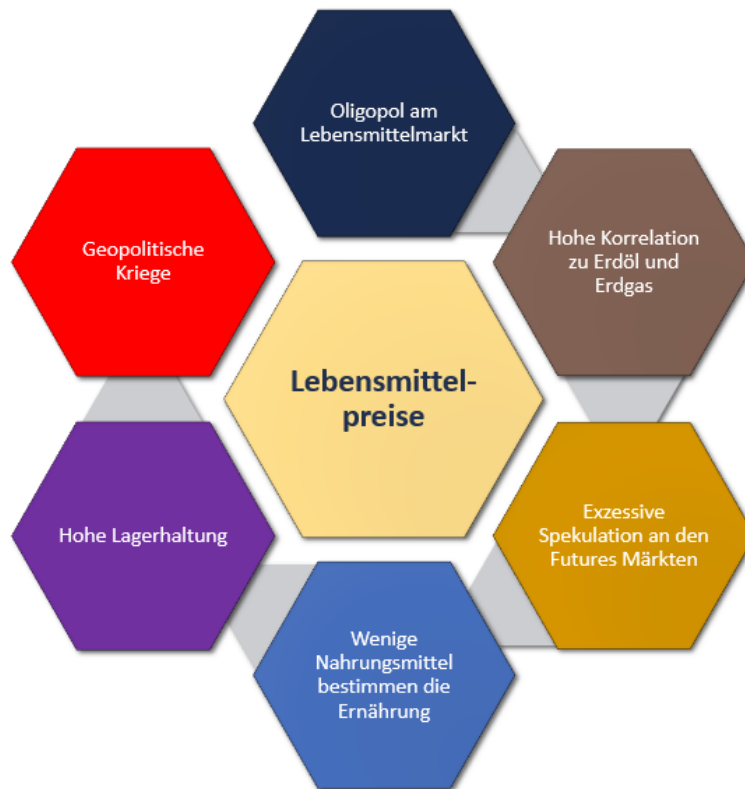 Oligopol am
Lebensmittelmarkt
Hohe Korrelation
zu Erdöl und
Erdgas
Exzessive
Spekulation an den
Futures Märkten
Wenige
Nahrungsmittel
bestimmen die
Ernährung
Hohe Lagerhaltung
Geopolitische
Kriege
Lebensmittel-
preise